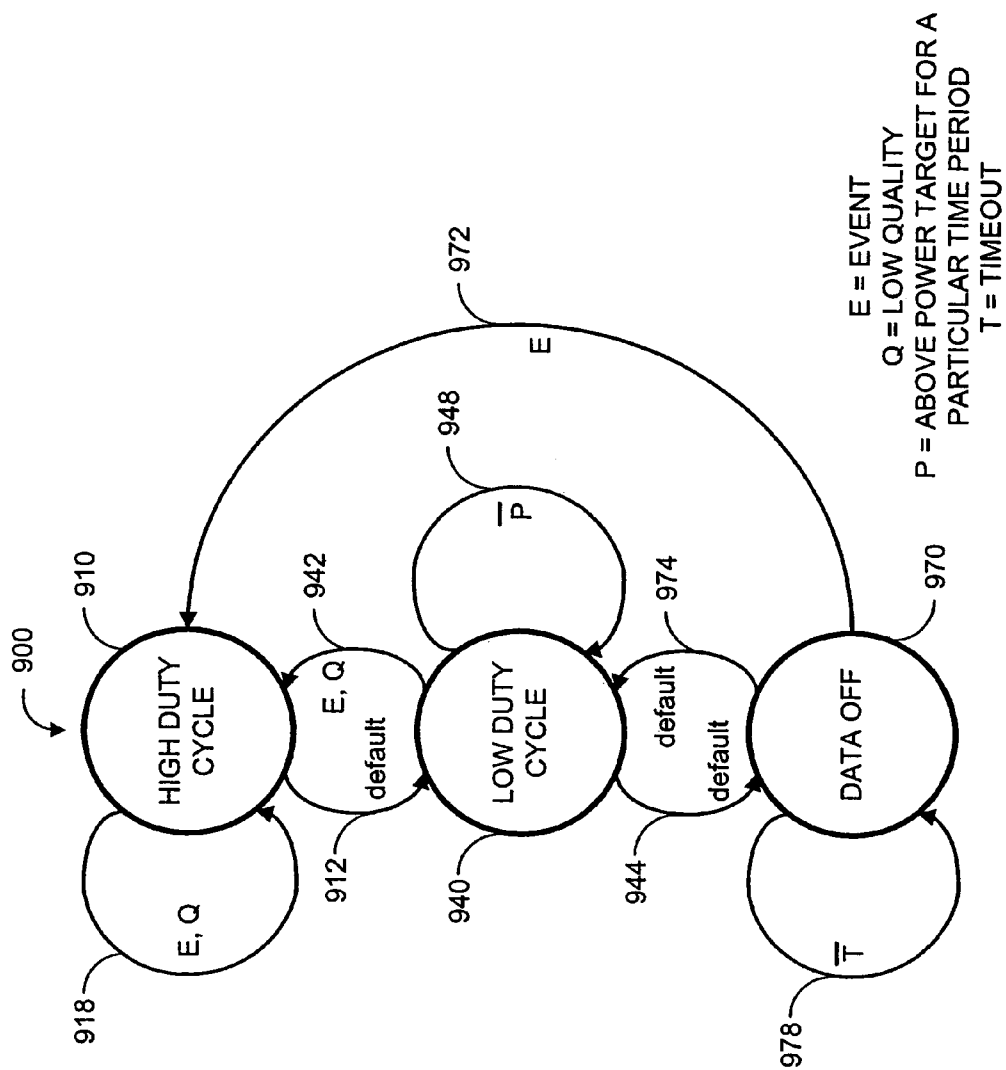 900
910
HIGH DUTY
CYCLE
918
E, Q
912
default
942
E, Q
972
E
940
LOW DUTY
CYCLE
948
P̅
944
default
974
default
970
DATA OFF
978
T̅
E = EVENT
Q = LOW QUALITY
P = ABOVE POWER TARGET FOR A
PARTICULAR TIME PERIOD
T = TIMEOUT